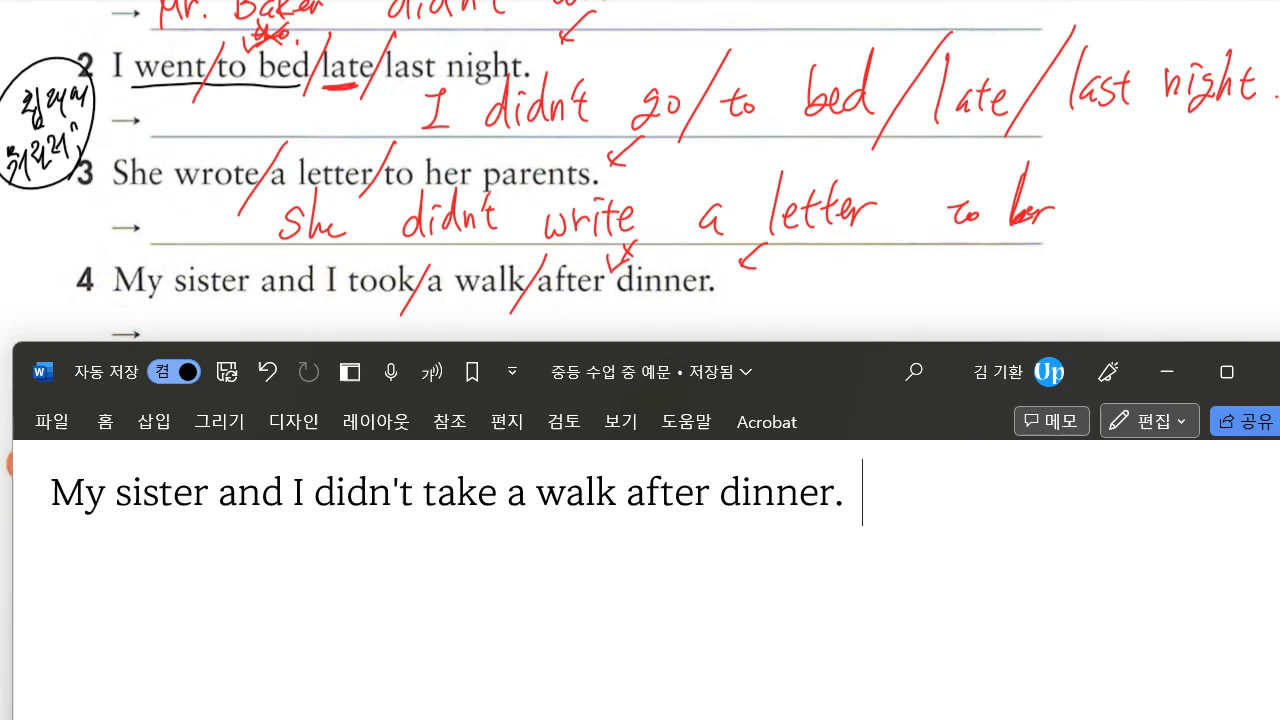 → Mr. Baker didn't
2 I went/to bed/late/last night.
→ I didn't go/to bed/late/last night.
3 She wrote/a letter/to her parents.
→ She didn't write a letter to her
4 My sister and I took/a walk/after dinner.
→
자동 저장 켬 가 중등 수업 중 예문 • 저장됨 김 기환 Up
파일 홈 삽입 그리기 디자인 레이아웃 참조 편지 검토 보기 도움말 Acrobat 메모 편집 공유
My sister and I didn't take a walk after dinner.